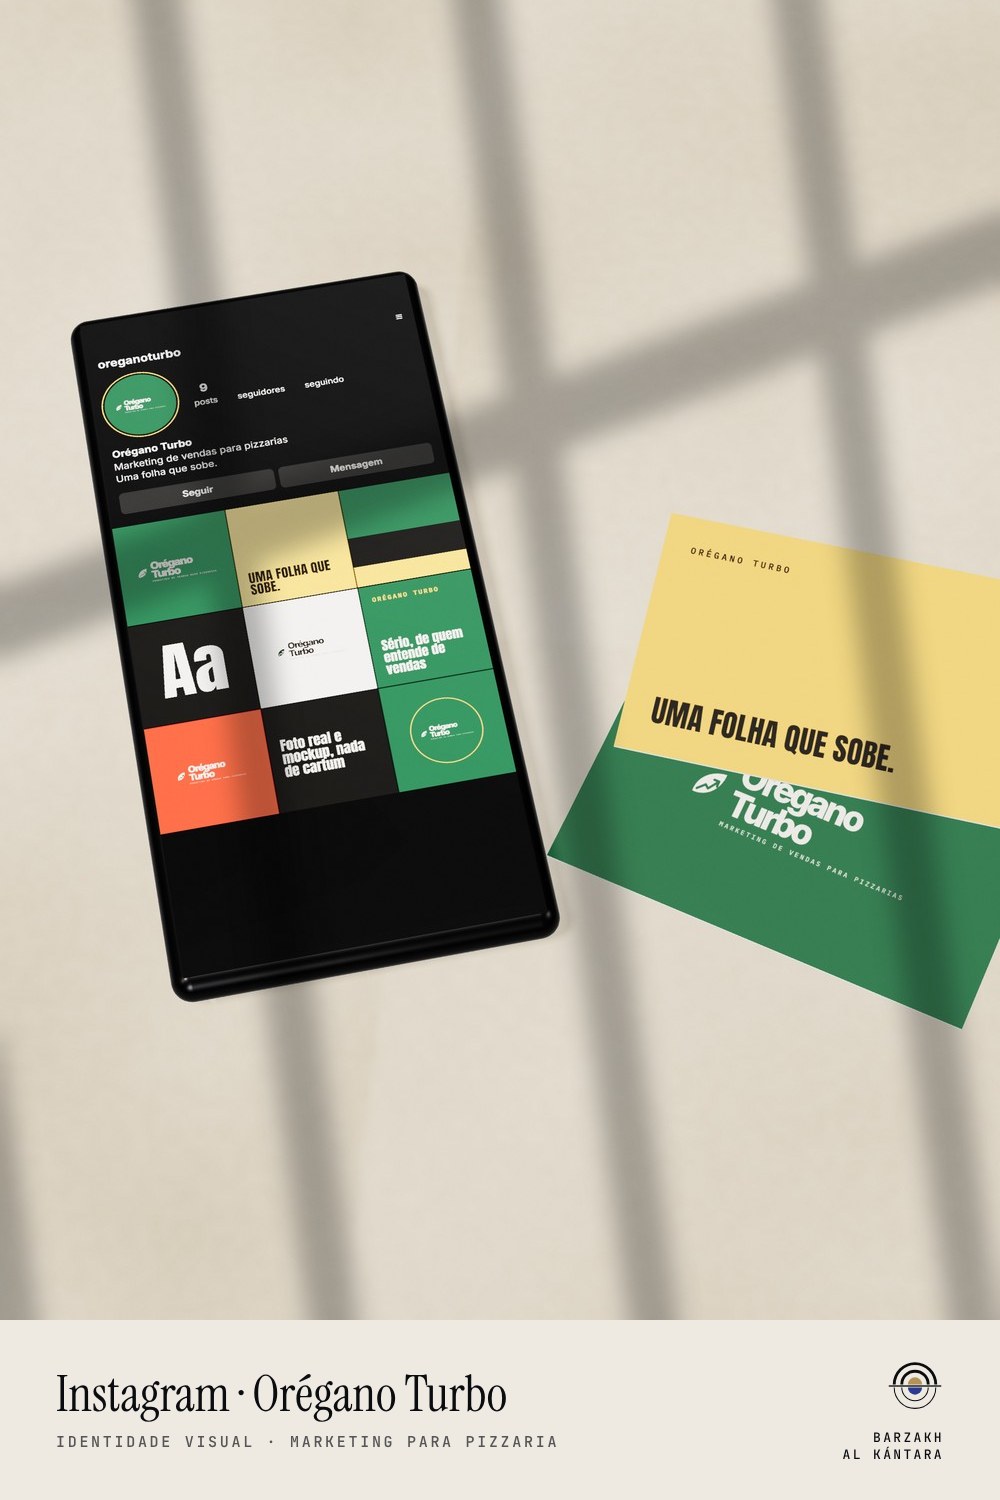 oreganoturbo
Orégano
Turbo
9
posts
seguidores
seguindo
Orégano Turbo
Marketing de vendas para pizzarias
Uma folha que sobe.
Seguir
Mensagem
Orégano
Turbo
UMA FOLHA QUE
SOBE.
Aa
Orégano
Turbo
ORÉGANO TURBO
Sério, de quem
entende de
vendas
Orégano
Turbo
Foto real e
mockup, nada
de cartum
Orégano
Turbo
ORÉGANO TURBO
UMA FOLHA QUE SOBE.
Orégano
Turbo
MARKETING DE VENDAS PARA PIZZARIAS
Instagram · Orégano Turbo
IDENTIDADE VISUAL · MARKETING PARA PIZZARIA
BARZAKH
AL KÁNTARA